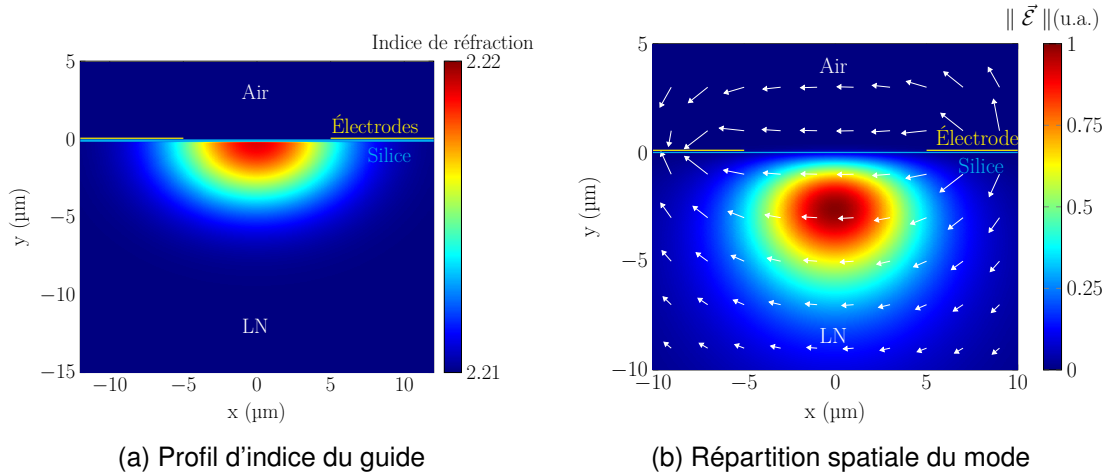 Indice de réfraction
5
0
−5
−10
−15
y (µm)
Air
Électrodes
Silice
LN
2.22
2.21
−10
−5
0
5
10
x (µm)
(a) Profil d'indice du guide
‖ ℰ ‖(u.a.)
5
0
−5
−10
y (µm)
Air
Électrode
Silice
LN
1
0.75
0.5
0.25
0
−10
−5
0
5
10
x (µm)
(b) Répartition spatiale du mode